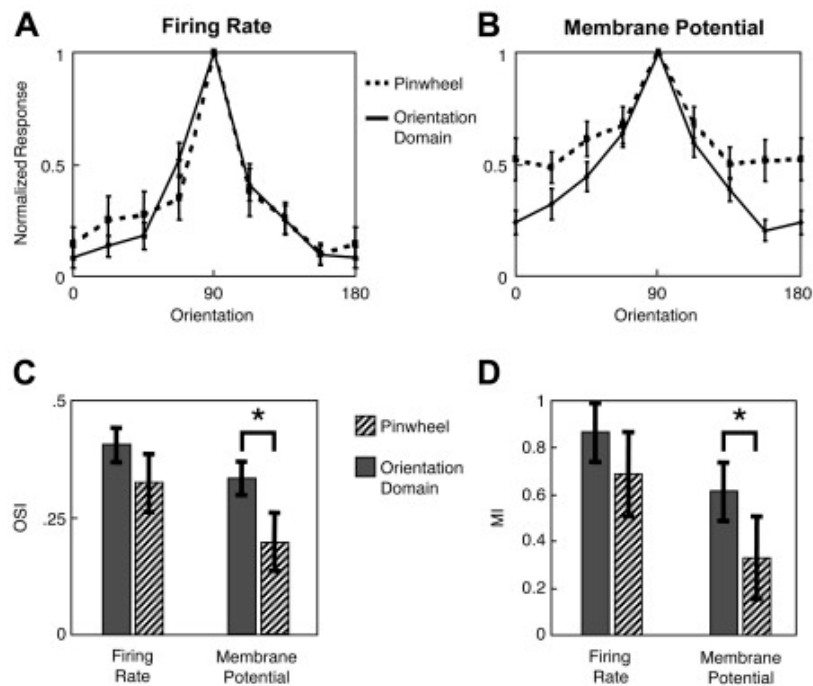 A
Firing Rate
Normalized Response
1
0.5
0
0
90
180
Orientation
Pinwheel
Orientation
Domain
B
Membrane Potential
1
0.5
0
0
90
180
Orientation
C
OSI
.5
.25
0
Firing
Rate
*
Membrane
Potential
Pinwheel
Orientation
Domain
D
MI
1
0.8
0.6
0.4
0.2
0
Firing
Rate
*
Membrane
Potential